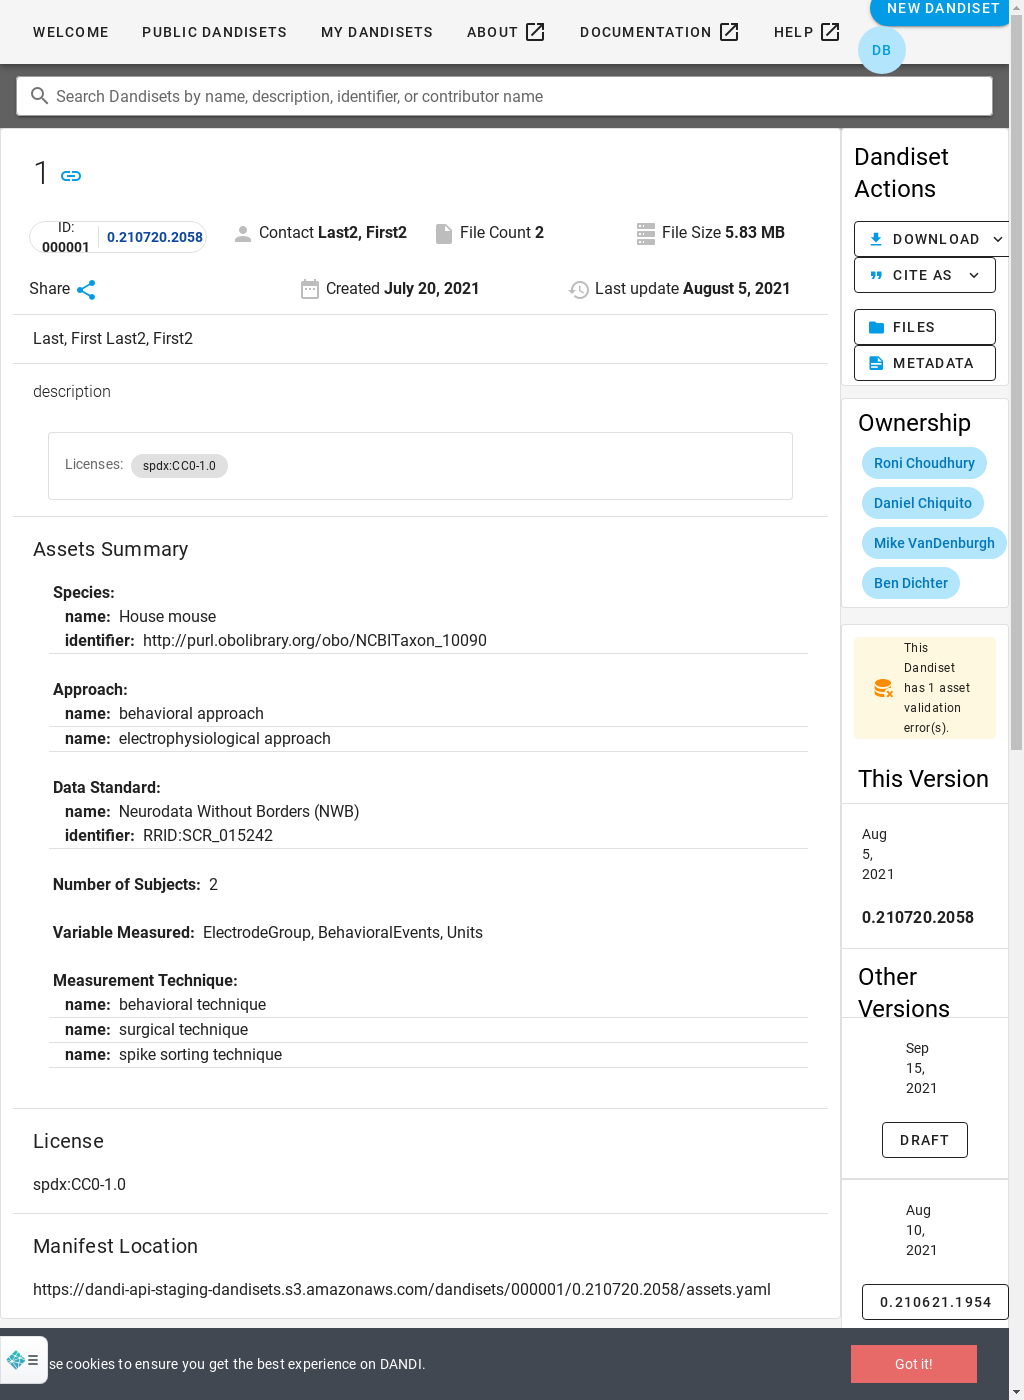 WELCOME PUBLIC DANDISETS MY DANDISETS ABOUT DOCUMENTATION HELP NEW DANDISET
DB
Search Dandisets by name, description, identifier, or contributor name
1
ID: 000001 0.210720.2058 Contact Last2, First2 File Count 2 File Size 5.83 MB
Share Created July 20, 2021 Last update August 5, 2021
Last, First Last2, First2
description
Licenses: spdx:CC0-1.0
Assets Summary
Species:
name: House mouse
identifier: http://purl.obolibrary.org/obo/NCBITaxon_10090
Approach:
name: behavioral approach
name: electrophysiological approach
Data Standard:
name: Neurodata Without Borders (NWB)
identifier: RRID:SCR_015242
Number of Subjects: 2
Variable Measured: ElectrodeGroup, BehavioralEvents, Units
Measurement Technique:
name: behavioral technique
name: surgical technique
name: spike sorting technique
License
spdx:CC0-1.0
Manifest Location
https://dandi-api-staging-dandisets.s3.amazonaws.com/dandisets/000001/0.210720.2058/assets.yaml
Dandiset
Actions
DOWNLOAD
CITE AS
FILES
METADATA
Ownership
Roni Choudhury
Daniel Chiquito
Mike VanDenburgh
Ben Dichter
This
Dandiset
has 1 asset
validation
error(s).
This Version
Aug
5,
2021
0.210720.2058
Other
Versions
Sep
15,
2021
DRAFT
Aug
10,
2021
0.210621.1954
se cookies to ensure you get the best experience on DANDI.
Got it!